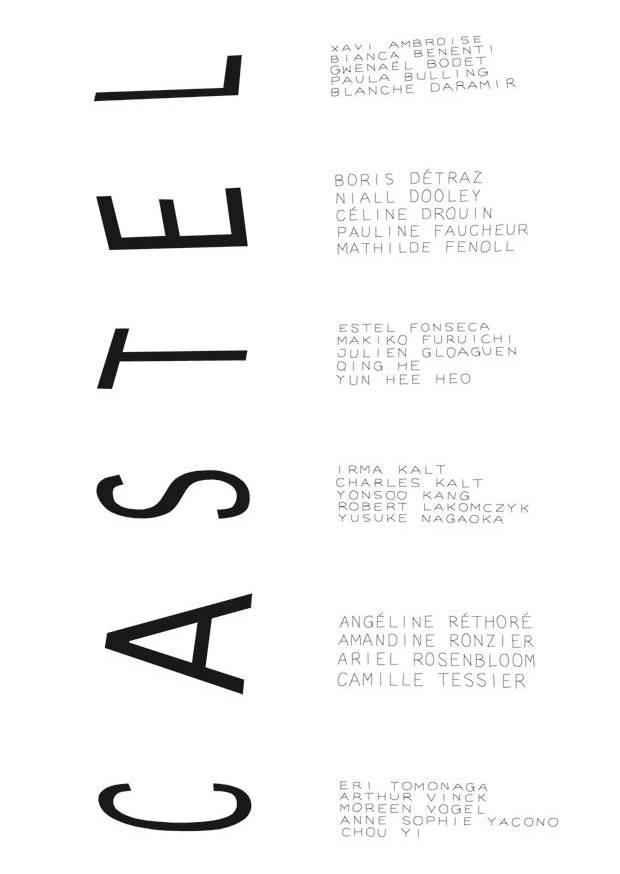 CASTEL
XAVI AMBROISE
BIANCA BENENTI
GWENAËL BODET
PAULA BULLING
BLANCHE DARAMIR
BORIS DÉTRAZ
NIALL DOOLEY
CÉLINE DROUIN
PAULINE FAUCHEUR
MATHILDE FENOLL
ESTEL FONSECA
MAKIKO FURUICHI
JULIEN GLOAGUEN
QING HE
YUN HEE HEO
IRMA KALT
CHARLES KALT
YONSOO KANG
ROBERT LAKOMCZYK
YUSUKE NAGAOKA
ANGÉLINE RÉTHORÉ
AMANDINE RONZIER
ARIEL ROSENBLOOM
CAMILLE TESSIER
ERI TOMONAGA
ARTHUR VINCK
MOREEN VOGEL
ANNE SOPHIE YACONO
CHOU YI